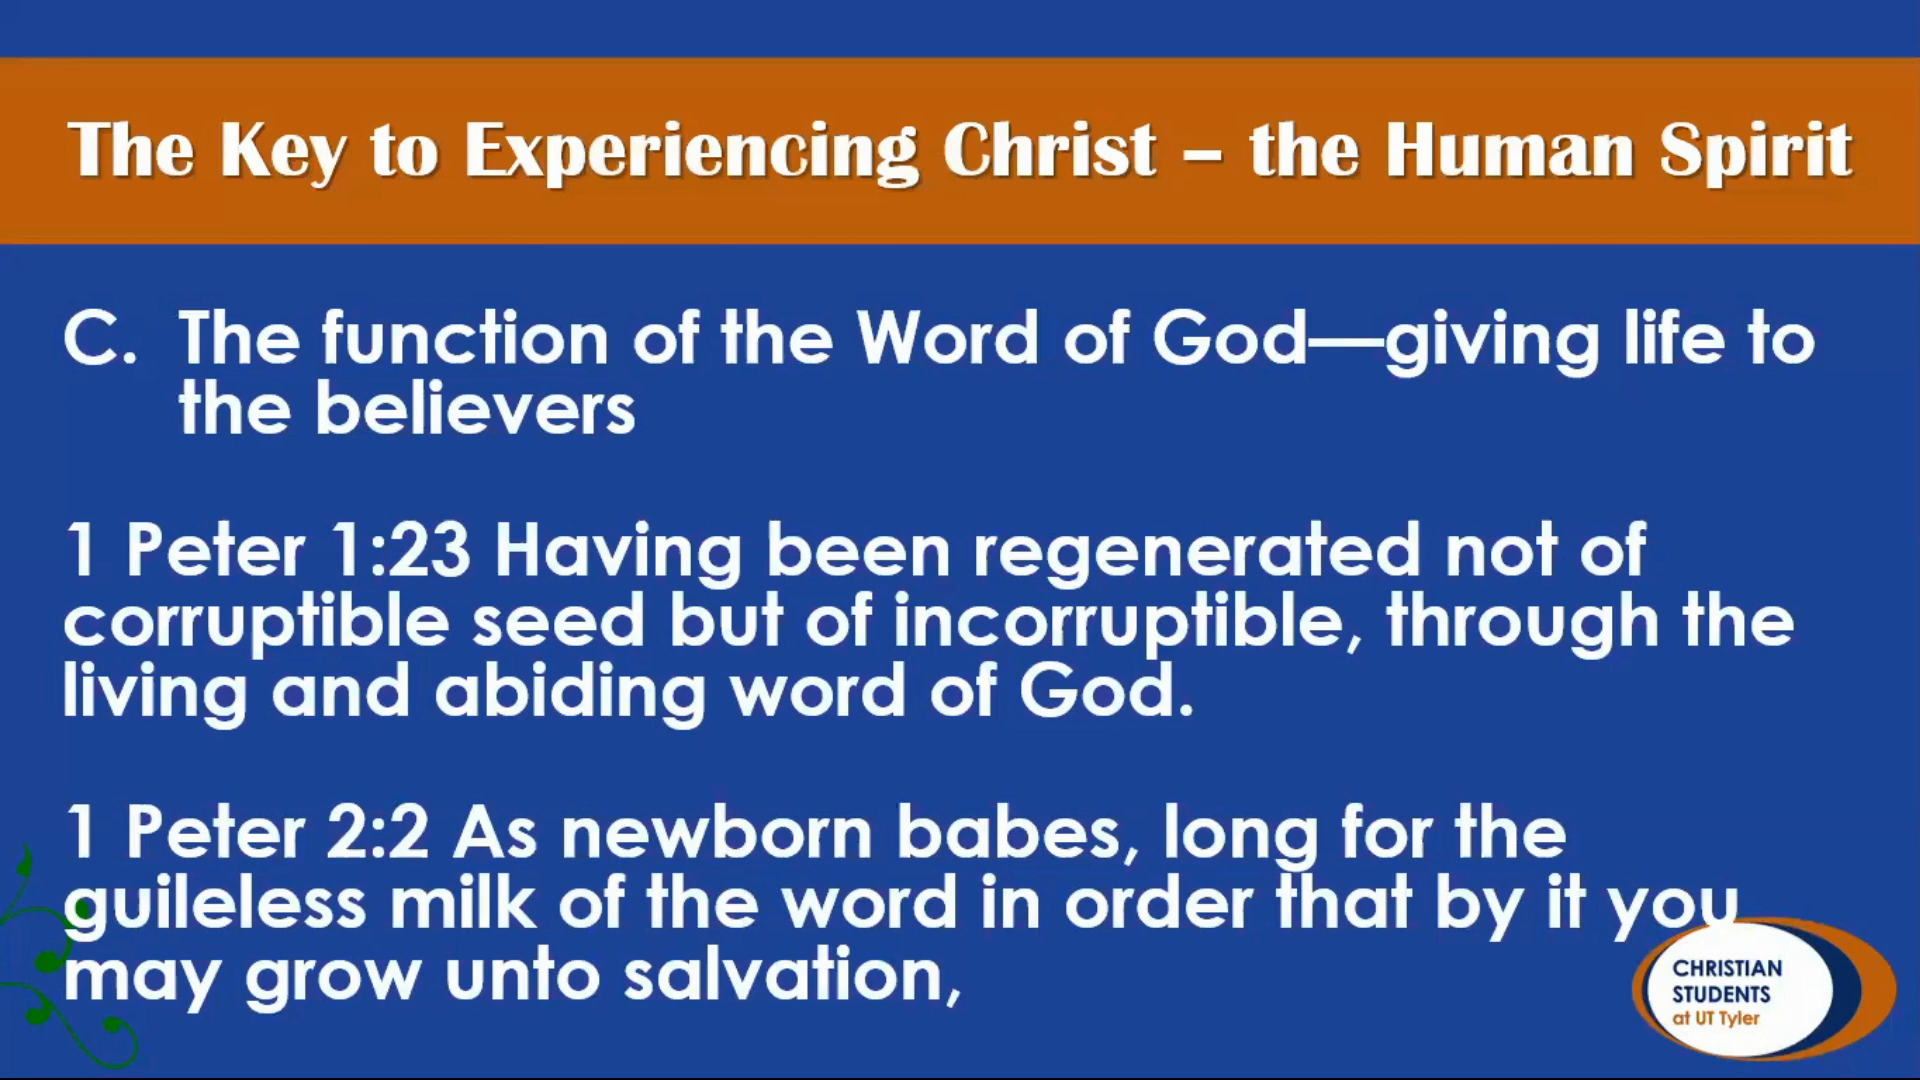 The Key to Experiencing Christ – the Human Spirit
C. The function of the Word of God—giving life to
the believers
1 Peter 1:23 Having been regenerated not of
corruptible seed but of incorruptible, through the
living and abiding word of God.
1 Peter 2:2 As newborn babes, long for the
guileless milk of the word in order that by it you
may grow unto salvation,
CHRISTIAN
STUDENTS
at UT Tyler